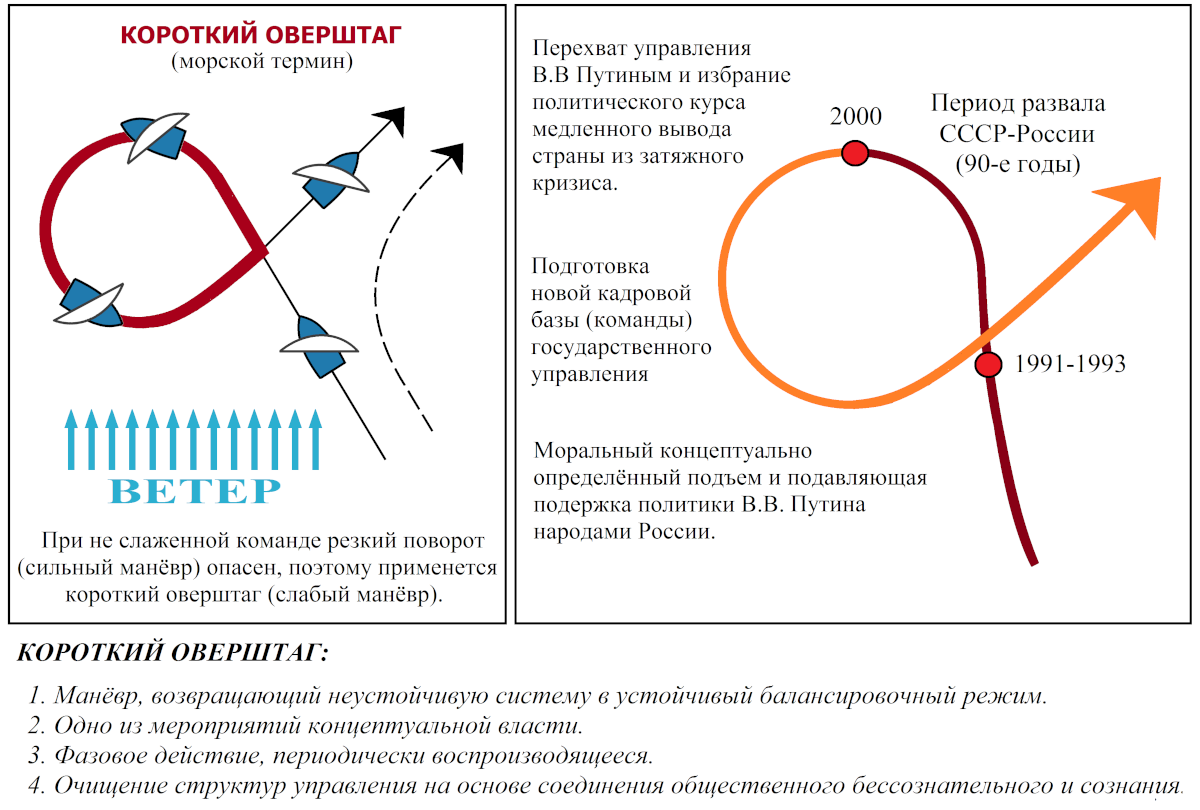 КОРОТКИЙ ОВЕРШТАГ
(морской термин)
ВЕТЕР
При не слаженной команде резкий поворот
(сильный манёвр) опасен, поэтому применется
короткий оверштаг (слабый манёвр).
Перехват управления
В.В Путиным и избрание
политического курса
медленного вывода
страны из затяжного
кризиса.
2000
Период развала
СССР-России
(90-е годы)
Подготовка
новой кадровой
базы (команды)
государственного
управления
1991-1993
Моральный концептуально
определённый подъем и подавляющая
подержка политики В.В. Путина
народами России.
КОРОТКИЙ ОВЕРШТАГ:
1. Манёвр, возвращающий неустойчивую систему в устойчивый балансировочный режим.
2. Одно из мероприятий концептуальной власти.
3. Фазовое действие, периодически воспроизводящееся.
4. Очищение структур управления на основе соединения общественного бессознательного и сознания.